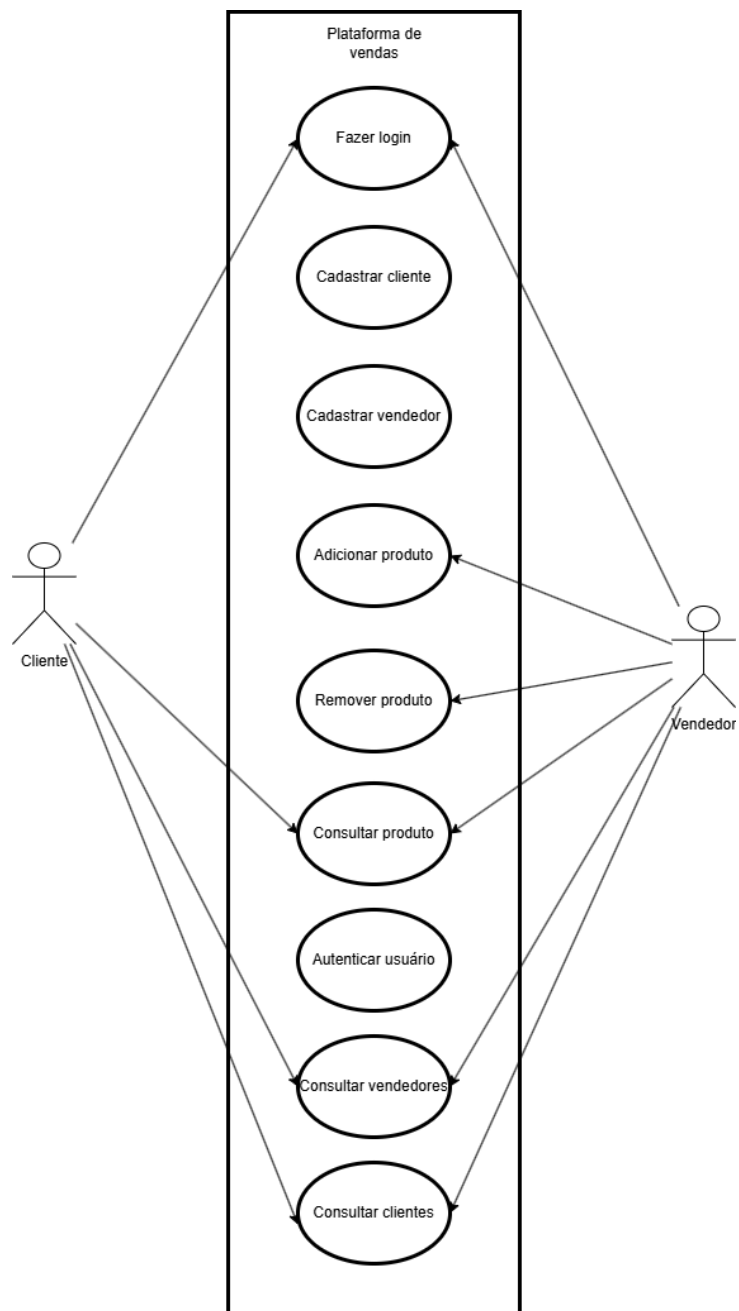 Plataforma de
vendas
Fazer login
Cadastrar cliente
Cadastrar vendedor
Adicionar produto
Cliente
Remover produto
Vendedor
Consultar produto
Autenticar usuário
Consultar vendedores
Consultar clientes